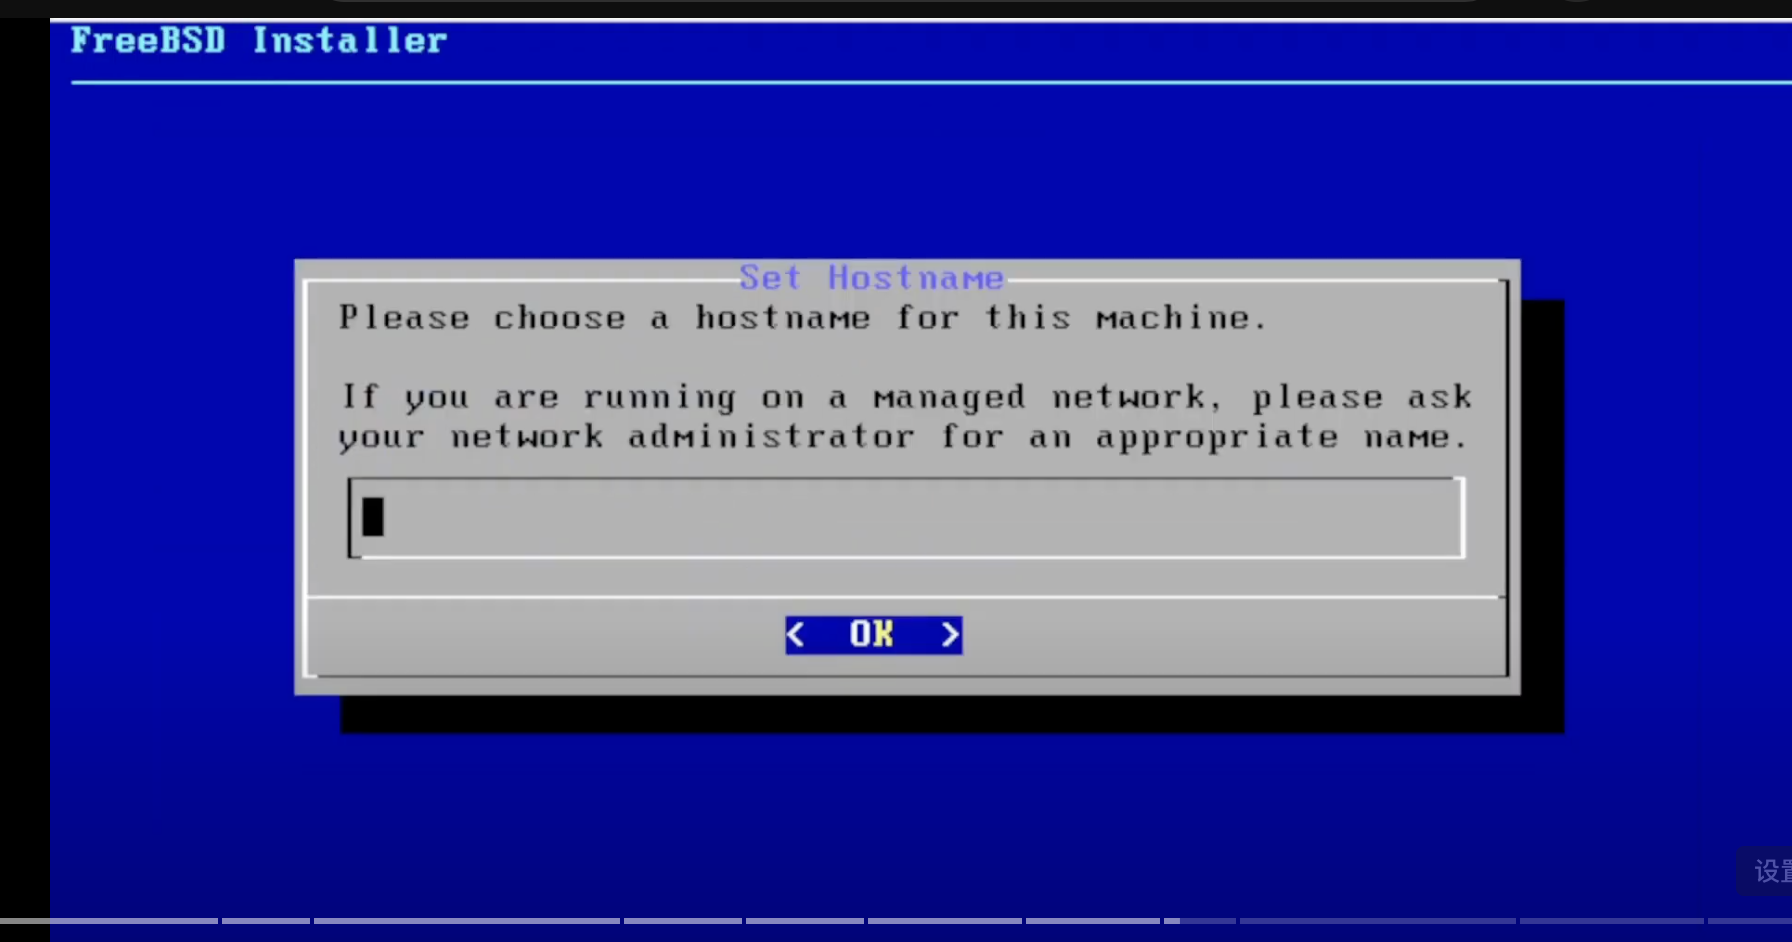 FreeBSD Installer
Set Hostname
Please choose a hostname for this machine.
If you are running on a managed network, please ask
your network administrator for an appropriate name.
< OK >
设置